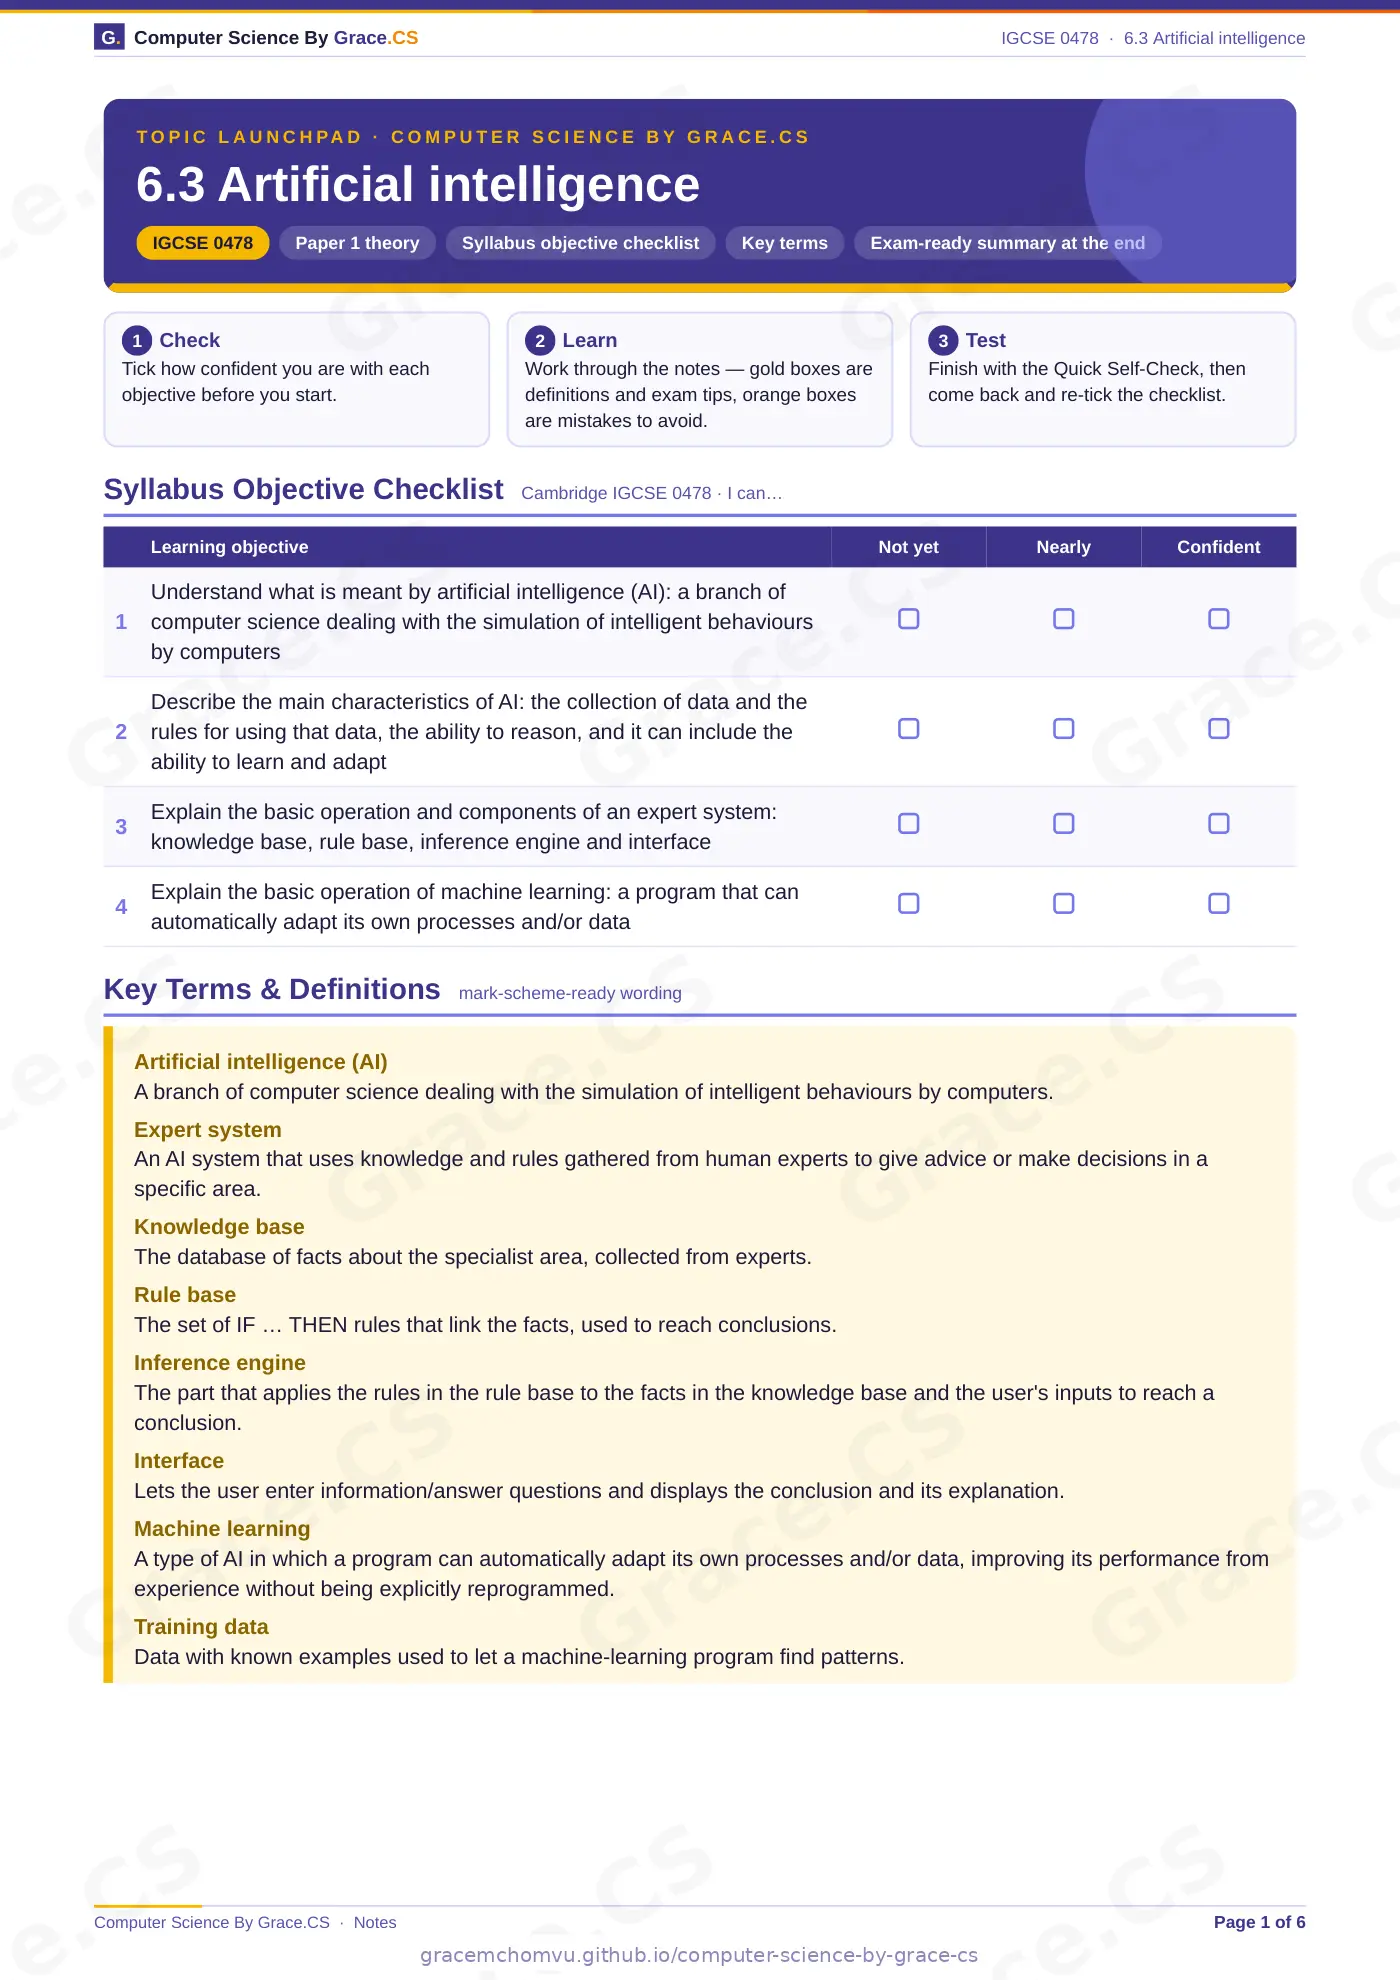 G. Computer Science By Grace.CS
IGCSE 0478 · 6.3 Artificial intelligence
TOPIC LAUNCHPAD · COMPUTER SCIENCE BY GRACE.CS
6.3 Artificial intelligence
IGCSE 0478 Paper 1 theory Syllabus objective checklist Key terms Exam-ready summary at the end
1 Check
Tick how confident you are with each
objective before you start.
2 Learn
Work through the notes — gold boxes are
definitions and exam tips, orange boxes
are mistakes to avoid.
3 Test
Finish with the Quick Self-Check, then
come back and re-tick the checklist.
Syllabus Objective Checklist Cambridge IGCSE 0478 · I can…
Learning objective Not yet Nearly Confident
1 Understand what is meant by artificial intelligence (AI): a branch of
computer science dealing with the simulation of intelligent behaviours
by computers
2 Describe the main characteristics of AI: the collection of data and the
rules for using that data, the ability to reason, and it can include the
ability to learn and adapt
3 Explain the basic operation and components of an expert system:
knowledge base, rule base, inference engine and interface
4 Explain the basic operation of machine learning: a program that can
automatically adapt its own processes and/or data
Key Terms & Definitions mark-scheme-ready wording
Artificial intelligence (AI)
A branch of computer science dealing with the simulation of intelligent behaviours by computers.
Expert system
An AI system that uses knowledge and rules gathered from human experts to give advice or make decisions in a
specific area.
Knowledge base
The database of facts about the specialist area, collected from experts.
Rule base
The set of IF … THEN rules that link the facts, used to reach conclusions.
Inference engine
The part that applies the rules in the rule base to the facts in the knowledge base and the user's inputs to reach a
conclusion.
Interface
Lets the user enter information/answer questions and displays the conclusion and its explanation.
Machine learning
A type of AI in which a program can automatically adapt its own processes and/or data, improving its performance from
experience without being explicitly reprogrammed.
Training data
Data with known examples used to let a machine-learning program find patterns.
Computer Science By Grace.CS · Notes
Page 1 of 6
gracemchomvu.github.io/computer-science-by-grace-cs